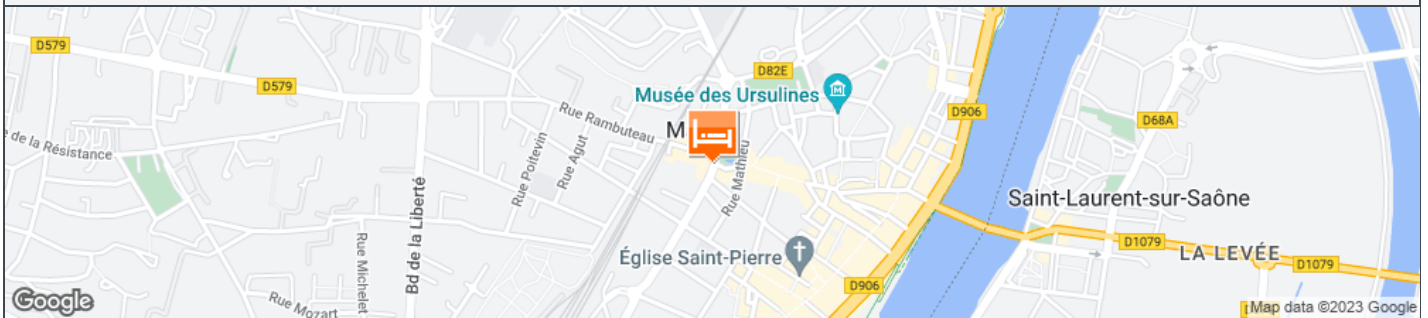 D579
D579
D82E
Musée des Ursulines
D906
D68A
Rue Rambuteau
M
e de la Résistance
Rue Poitevin
Rue Agut
Rue Mathieu
Bd de la Liberté
Saint-Laurent-sur-Saône
Rue Michelet
Église Saint-Pierre
D1079
LA LEVÉE
D1079
D906
Rue Mozart
Google
Map data ©2023 Google